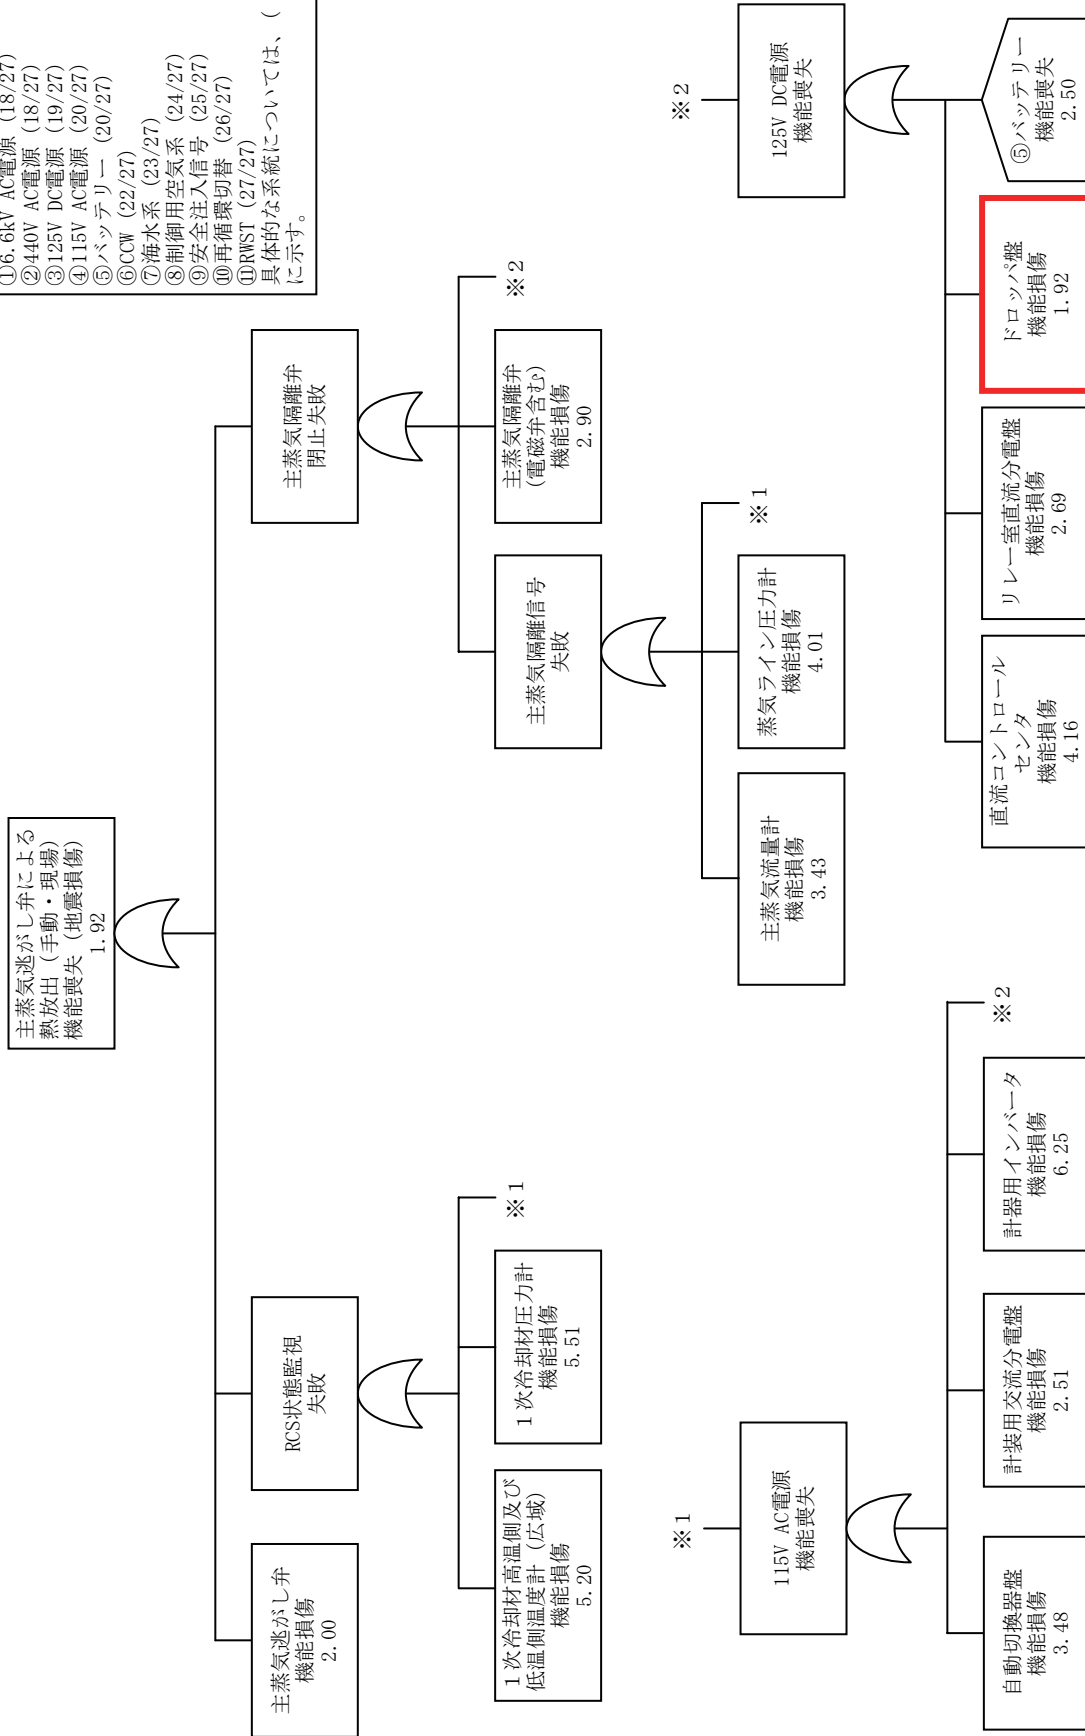 主蒸気逃がし弁による
熱放出（手動・現場）
機能喪失（地震損傷）
1.92
主蒸気逃がし弁
機能損傷
2.00
RCS状態監視
失敗
主蒸気隔離弁
閉止失敗
1次冷却材高温側及び
低温側温度計（広域）
機能損傷
5.20
1次冷却材圧力計
機能損傷
5.51
※1
主蒸気隔離信号
失敗
主蒸気隔離弁
(電磁弁含む)
機能損傷
2.90
※2
主蒸気流量計
機能損傷
3.43
蒸気ライン圧力計
機能損傷
4.01
※1
※1
115V AC電源
機能喪失
自動切換器盤
機能損傷
3.48
計装用交流分電盤
機能損傷
2.51
計器用インバータ
機能損傷
6.25
※2
※2
125V DC電源
機能喪失
直流コントロール
センタ
機能損傷
4.16
リレー室直流分電盤
機能損傷
2.69
ドロッパ盤
機能損傷
1.92
⑤バッテリー
機能喪失
2.50
①6.6kV AC電源 (18/27)
②440V AC電源 (18/27)
③125V DC電源 (19/27)
④115V AC電源 (20/27)
⑤バッテリー (20/27)
⑥CCW (22/27)
⑦海水系 (23/27)
⑧制御用空気系 (24/27)
⑨安全注入信号 (25/27)
⑩再循環切替 (26/27)
⑪RWST (27/27)
具体的な系統については、(
に示す。